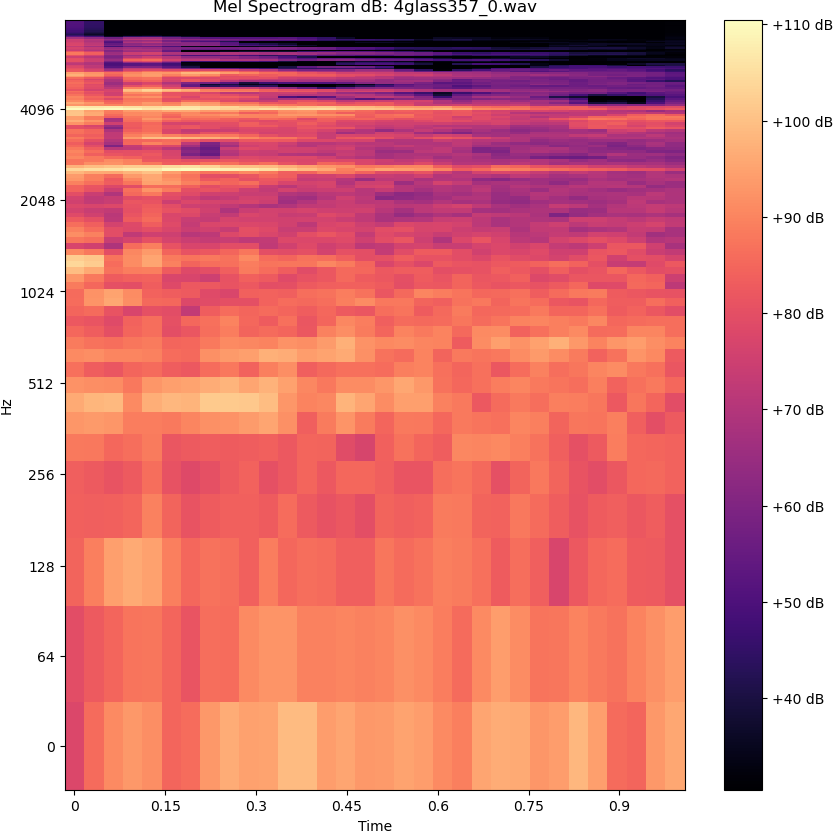 Mel Spectrogram dB: 4glass357_0.wav
+110 dB
+100 dB
+90 dB
+80 dB
+70 dB
+60 dB
+50 dB
+40 dB
4096
2048
1024
512
256
128
64
0
Hz
0 0.15 0.3 0.45 0.6 0.75 0.9
Time